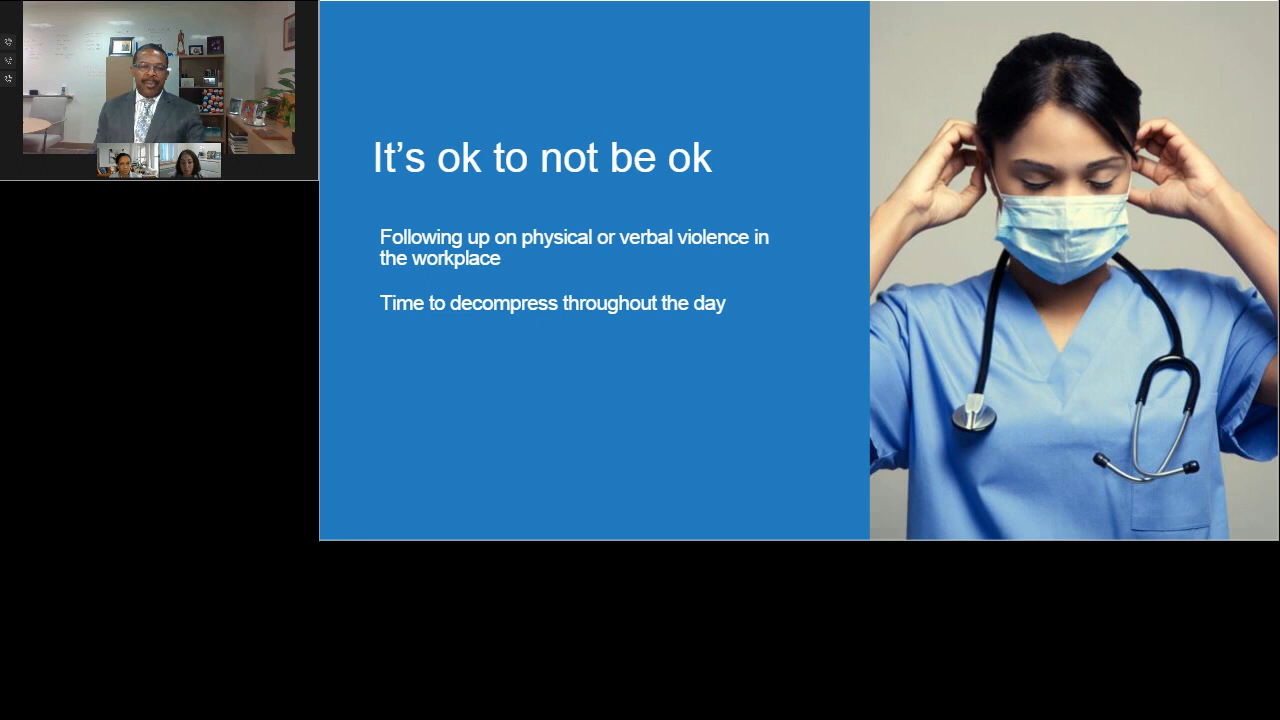 It’s ok to not be ok
Following up on physical or verbal violence in
the workplace
Time to decompress throughout the day